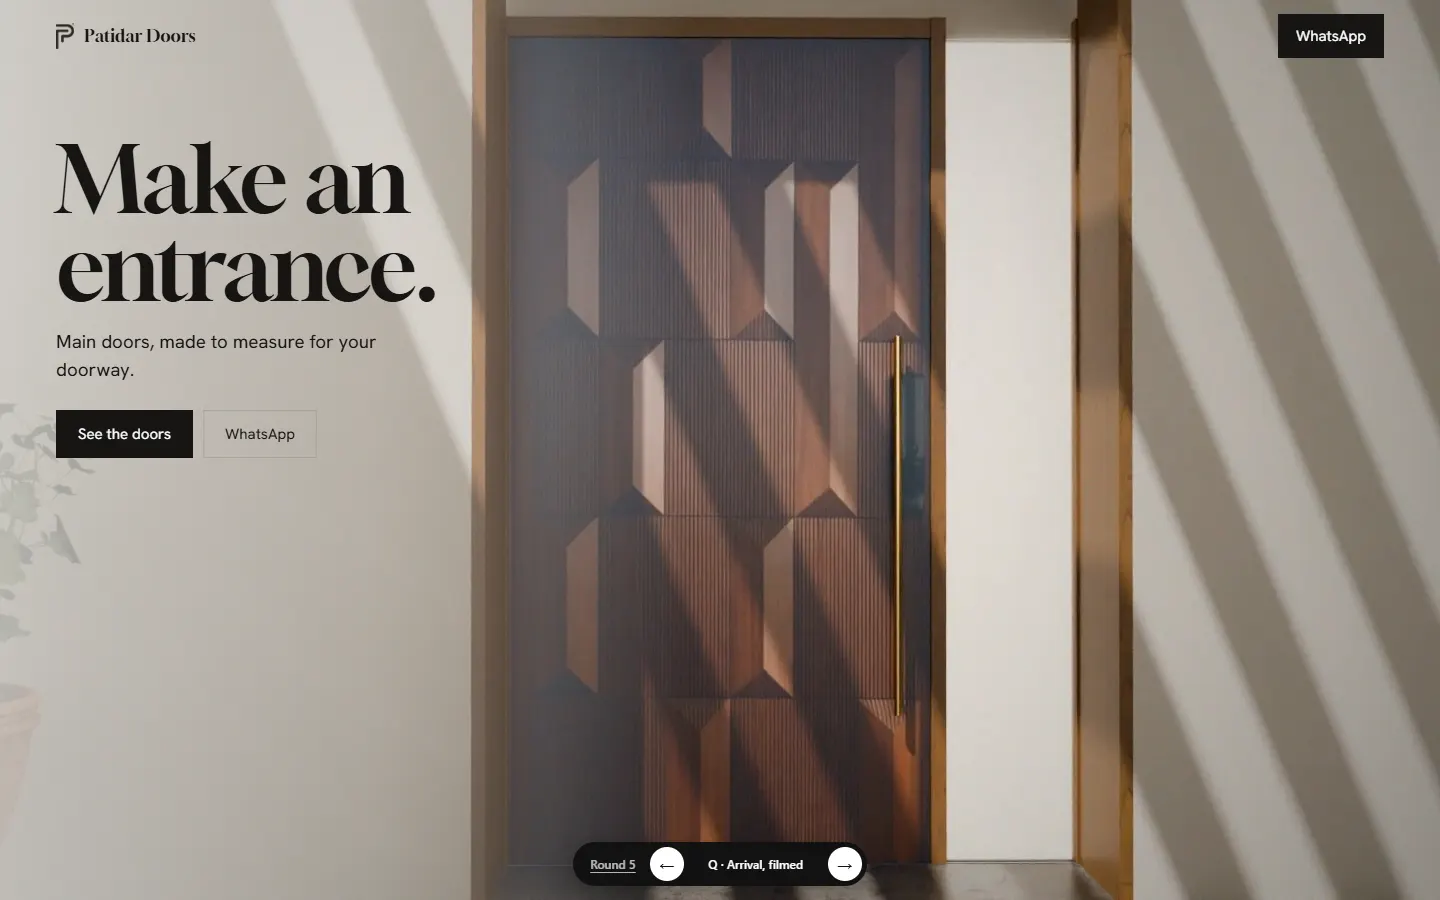 Patidar Doors
WhatsApp
Make an
entrance.
Main doors, made to measure for your
doorway.
See the doors
WhatsApp
Round 5
←
Q · Arrival, filmed
→